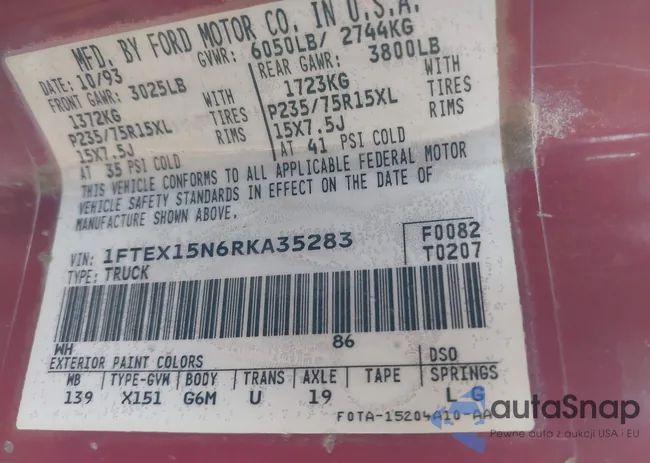 MFD. BY FORD MOTOR CO. IN U.S.A.
DATE: 10/93 GVWR: 6050LB/ 2744KG
FRONT GAWR: 3025LB REAR GAWR: 3800LB
1372KG WITH 1723KG WITH
P235/75R15XL TIRES P235/75R15XL TIRES
15X7.5J RIMS 15X7.5J RIMS
AT 35 PSI COLD AT 41 PSI COLD
THIS VEHICLE CONFORMS TO ALL APPLICABLE FEDERAL MOTOR
VEHICLE SAFETY STANDARDS IN EFFECT ON THE DATE OF
MANUFACTURE SHOWN ABOVE.
VIN: 1FTEX15N6RKA35283 F0082
TYPE: TRUCK T0207
WH 86
EXTERIOR PAINT COLORS DSO
WB TYPE-GVW BODY TRANS AXLE TAPE SPRINGS
139 X151 G6M U 19 L G
F0TA-15204A10-AA
autaSnap
Pewne auto z aukcji USA i EU